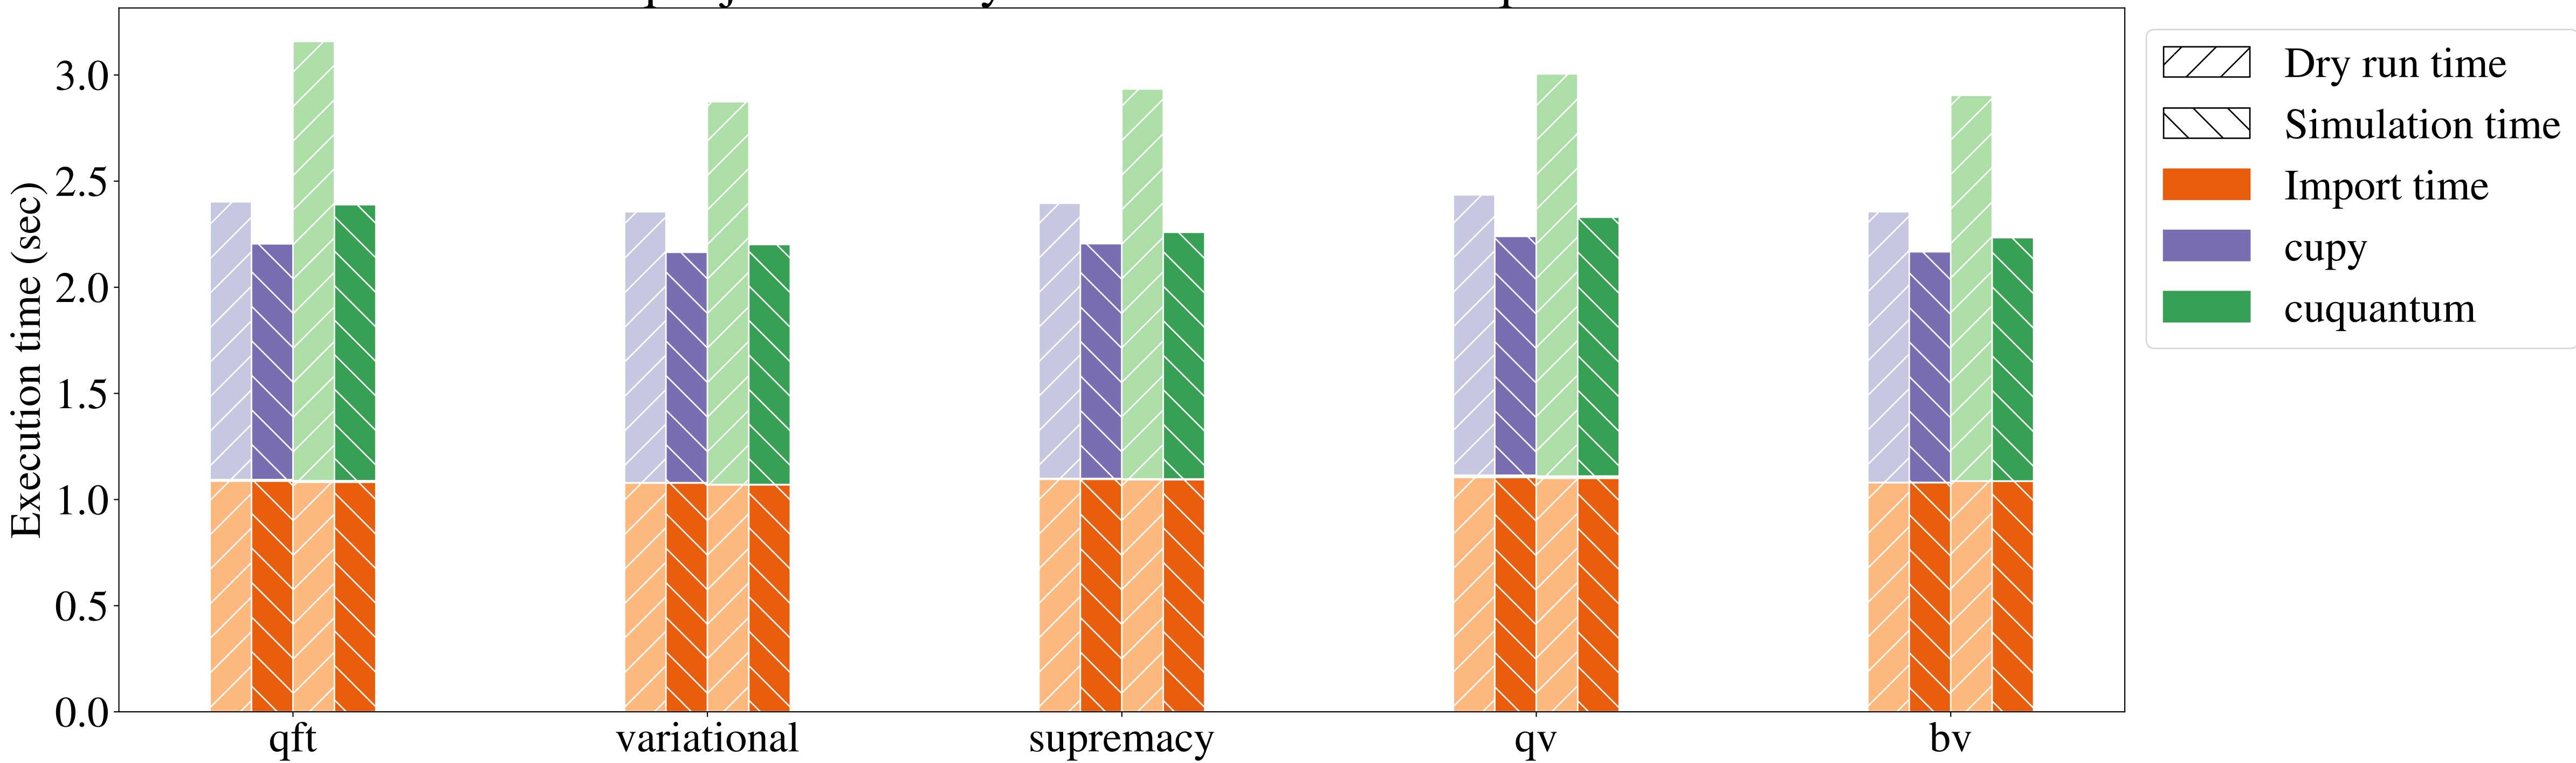 Execution time (sec)
3.0
2.5
2.0
1.5
1.0
0.5
0.0
qft
variational
supremacy
qv
bv
Dry run time
Simulation time
Import time
cupy
cuquantum